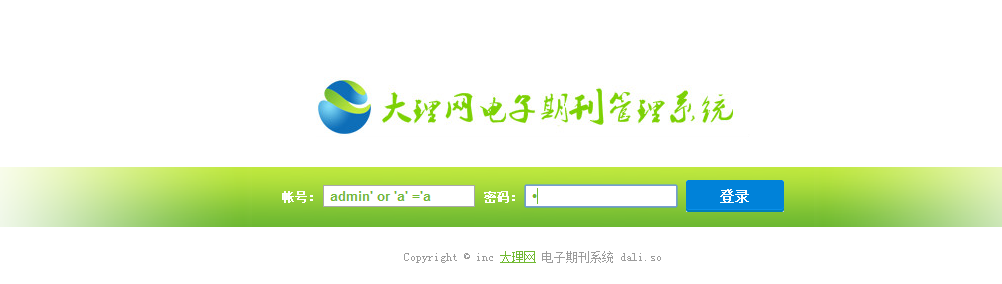 大理网电子期刊管理系统
帐号： admin' or 'a' ='a 密码： • 登录
Copyright © inc 大理网 电子期刊系统 dali.so